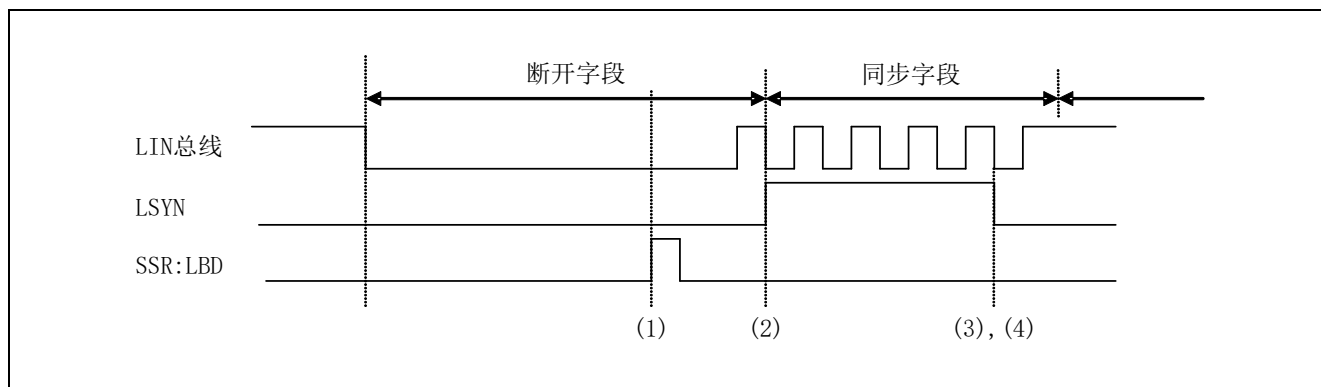 断开字段
同步字段
LIN总线
LSYN
SSR:LBD
(1)
(2)
(3),(4)